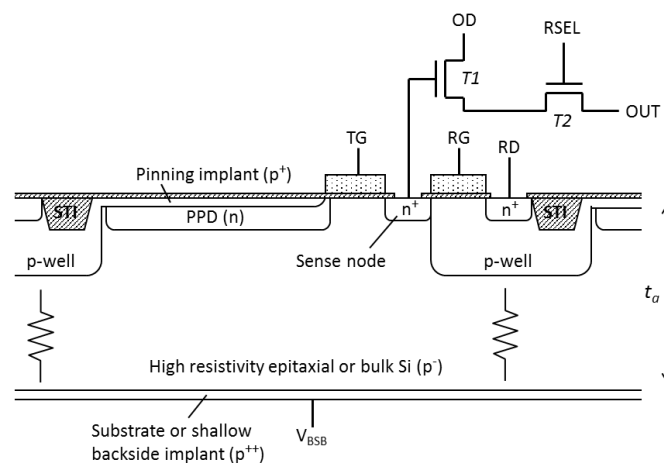 OD
RSEL
T1
T2
OUT
TG
RG
RD
Pinning implant (p+)
STI
PPD (n)
n+
n+
STI
Sense node
p-well
p-well
ta
High resistivity epitaxial or bulk Si (p-)
Substrate or shallow
backside implant (p++)
VBSB